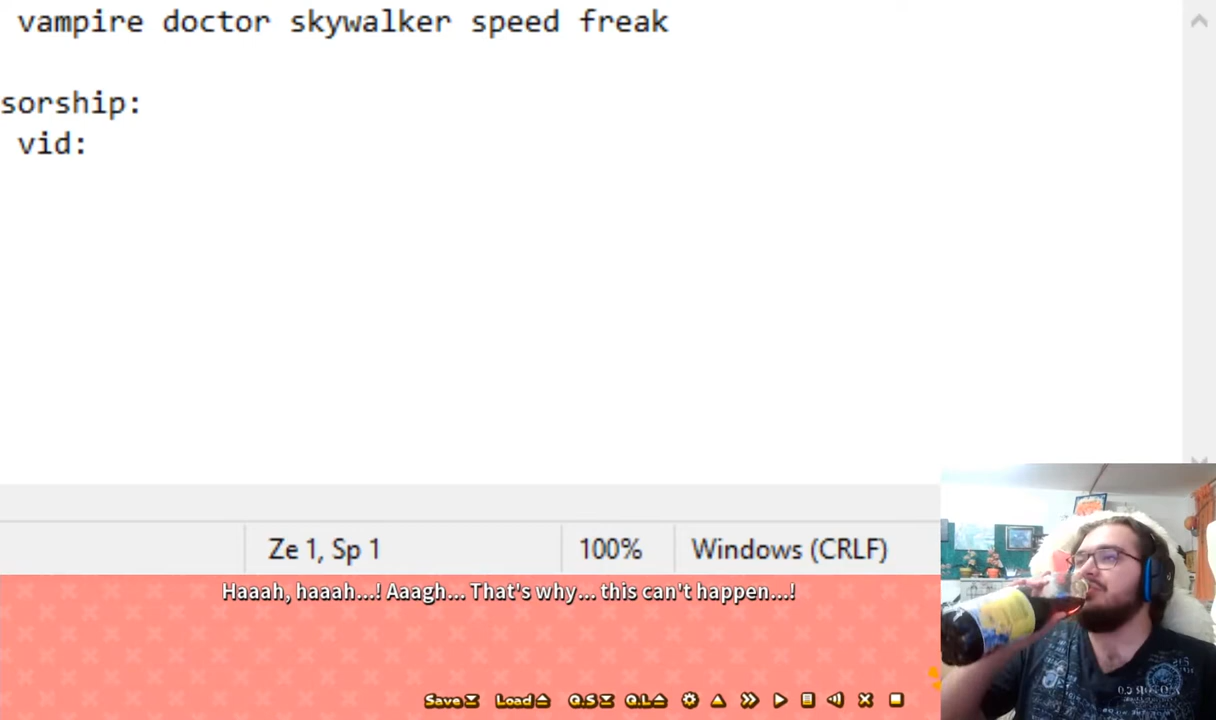 vampire doctor skywalker speed freak
sorship:
vid:
Ze 1, Sp 1
100%
Windows (CRLF)
Haaah, haaah...! Aaagh... That's why... this can't happen...!
Save
Load
Q.S
Q.L